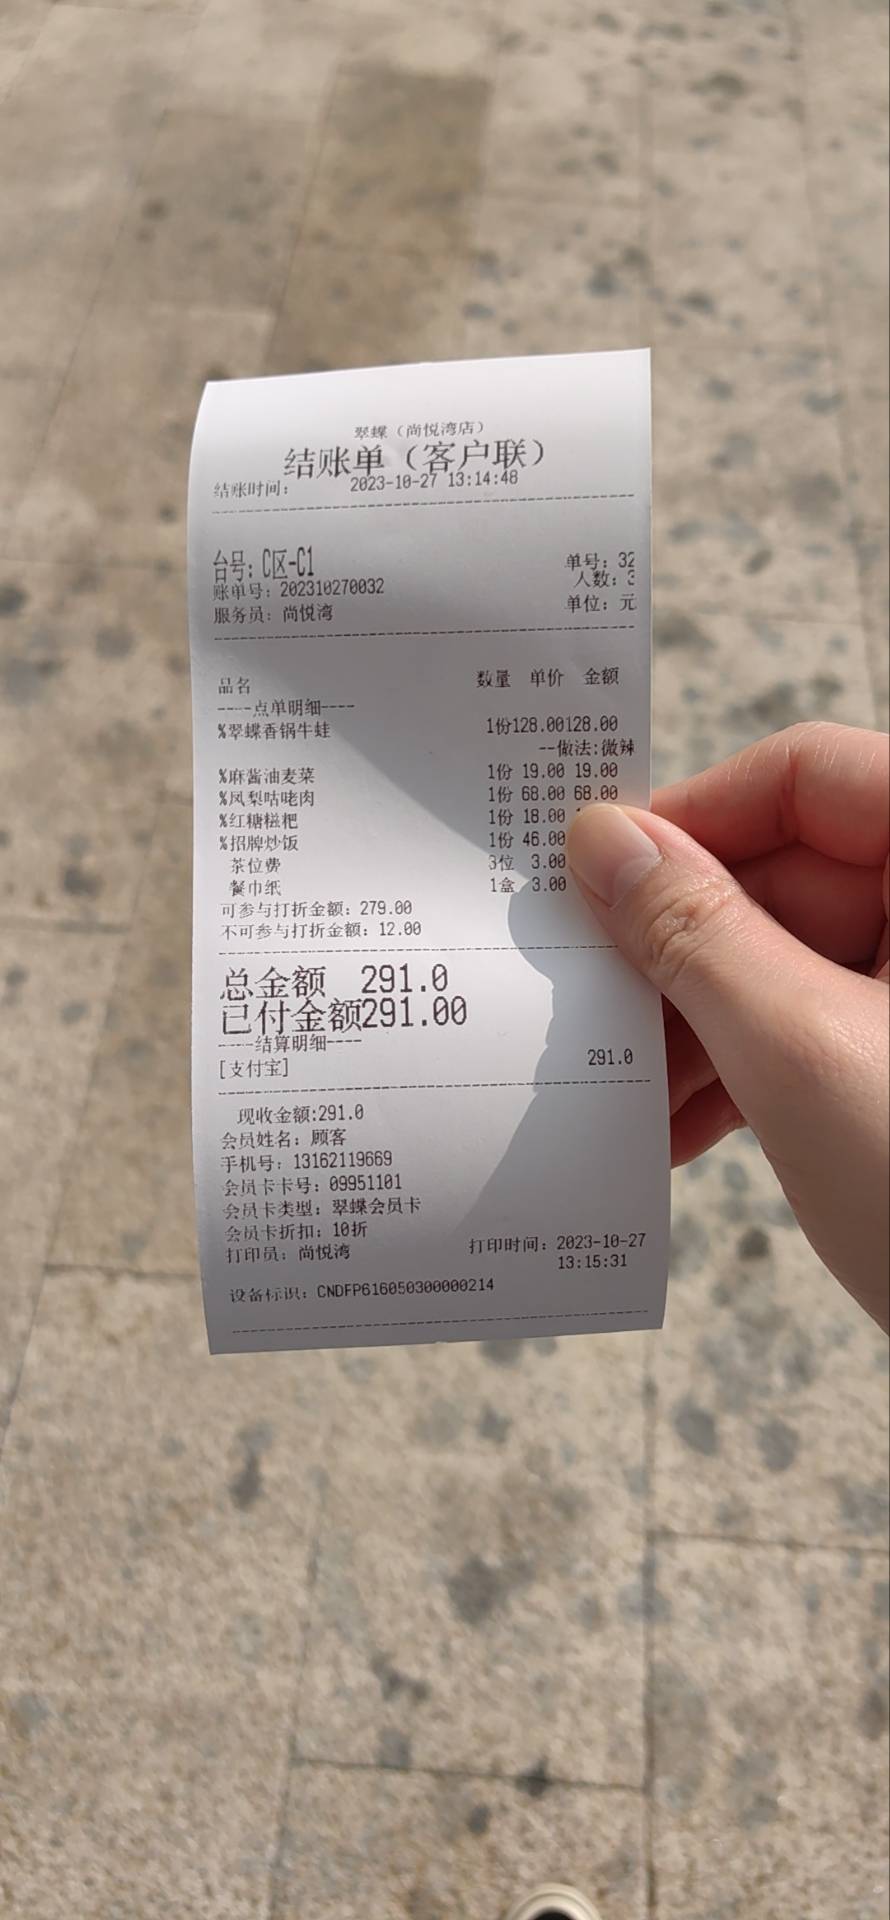 翠蝶（尚悦湾店）
结账单（客户联）
结账时间： 2023-10-27 13:14:48
台号：C区-C1 单号：32
账单号：202310270032 人数：3
服务员：尚悦湾 单位：元
品名 数量 单价 金额
----点单明细----
%翠蝶香锅牛蛙 1份128.00128.00
--做法:微辣
%麻酱油麦菜 1份 19.00 19.00
%凤梨咕咾肉 1份 68.00 68.00
%红糖糍粑 1份 18.00
%招牌炒饭 1份 46.00
茶位费 3位 3.00
餐巾纸 1盒 3.00
可参与打折金额：279.00
不可参与打折金额：12.00
总金额 291.0
已付金额291.00
----结算明细----
[支付宝] 291.0
现收金额:291.0
会员姓名：顾客
手机号：13162119669
会员卡卡号：09951101
会员卡类型：翠蝶会员卡
会员卡折扣：10折
打印员：尚悦湾 打印时间：2023-10-27
13:15:31
设备标识：CNDFP616050300000214